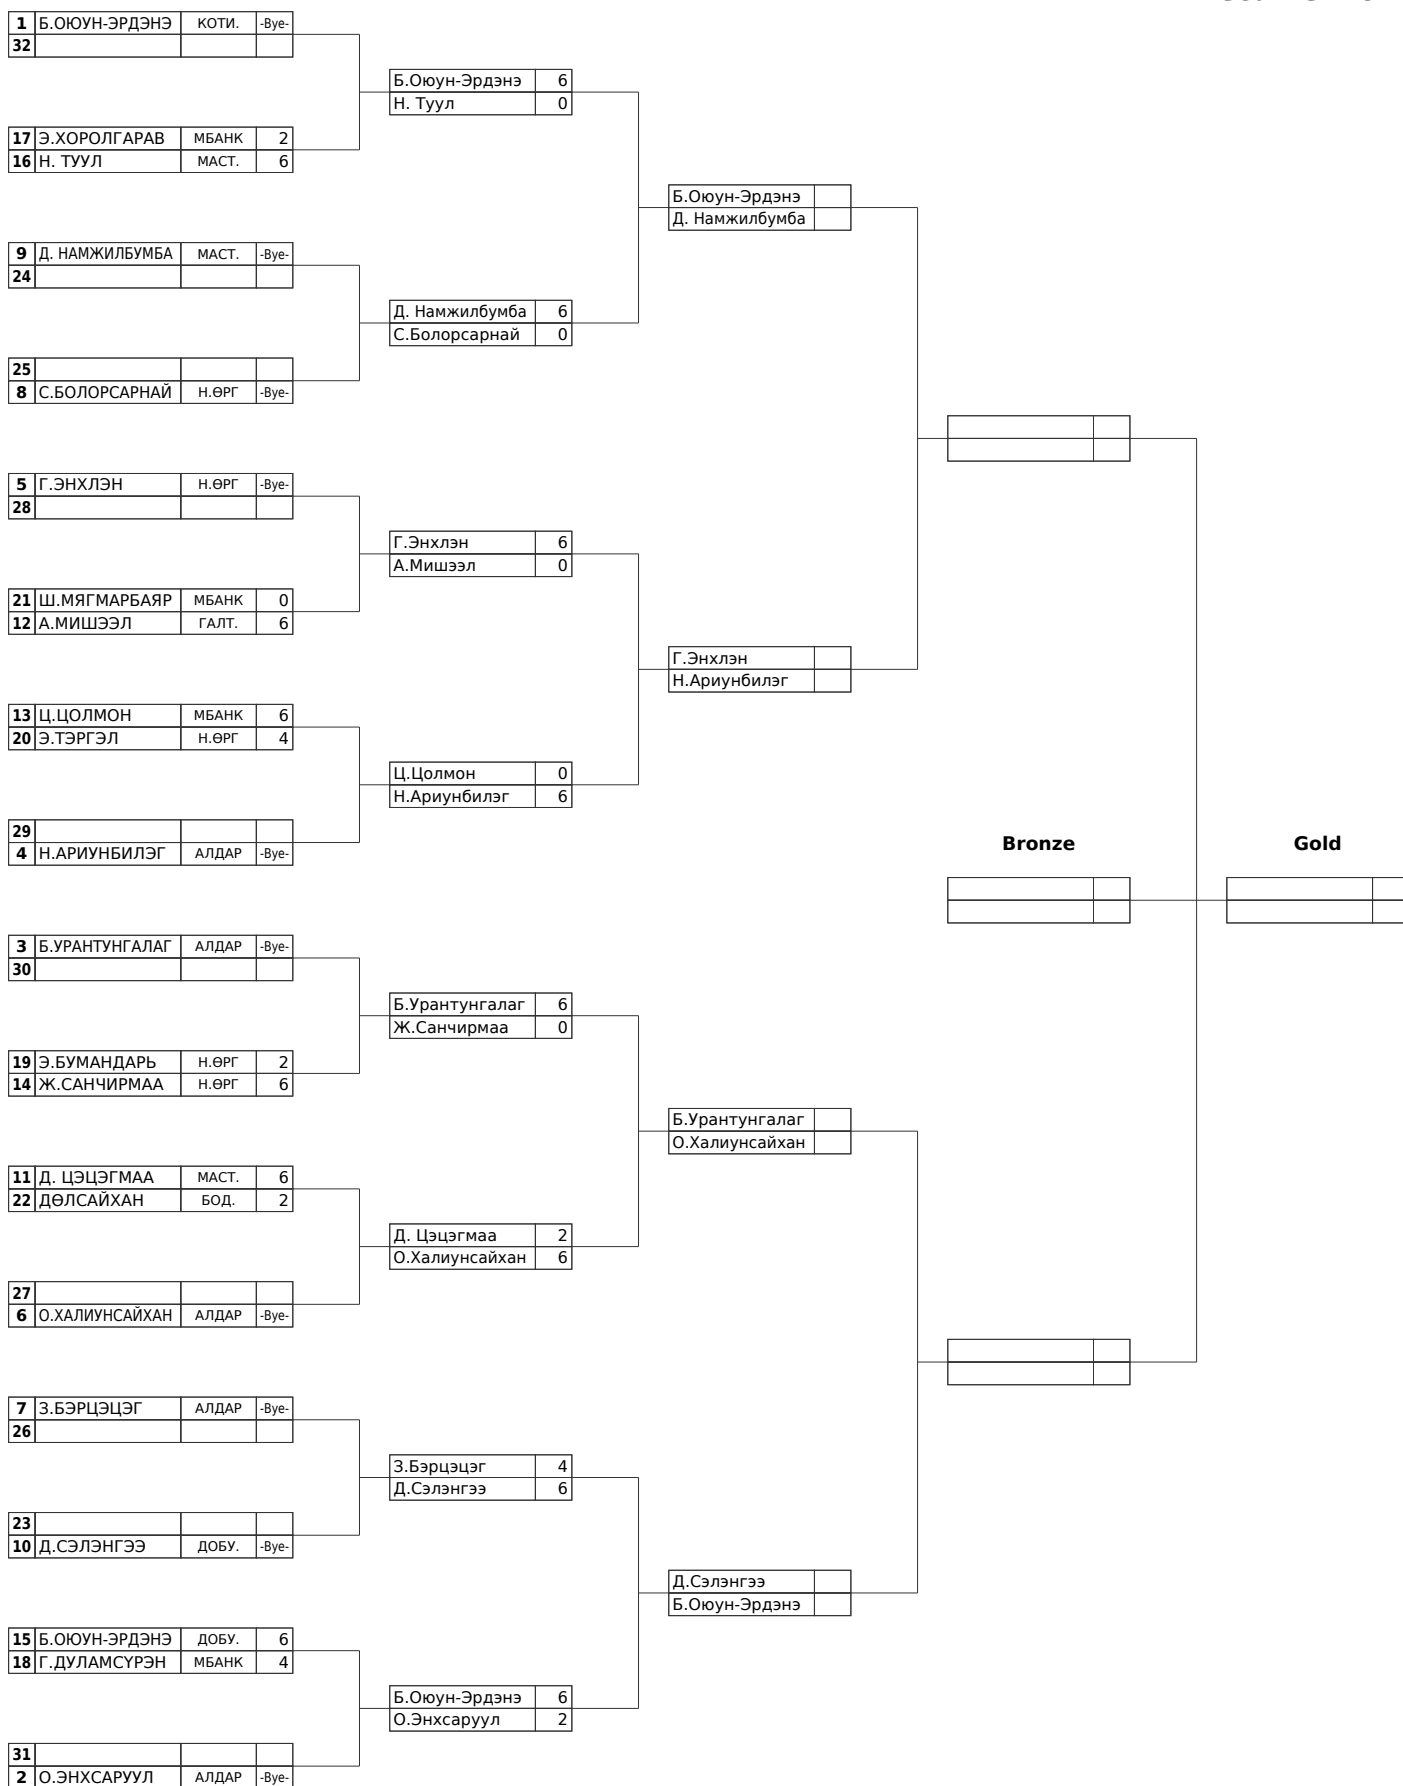 1 Б.ОЮУН-ЭРДЭНЭ КОТИ. -Bye-
32
Б.Оюун-Эрдэнэ 6
Н. Туул 0
17 Э.ХОРОЛГАРАВ МБАНК 2
16 Н. ТУУЛ МАСТ. 6
Б.Оюун-Эрдэнэ
Д. Намжилбумба
9 Д. НАМЖИЛБУМБА МАСТ. -Bye-
24
Д. Намжилбумба 6
С.Болорсарнай 0
25
8 С.БОЛОРСАРНАЙ Н.ӨРГ -Bye-
5 Г.ЭНХЛЭН Н.ӨРГ -Bye-
28
Г.Энхлэн 6
А.Мишээл 0
21 Ш.МЯГМАРБАЯР МБАНК 0
12 А.МИШЭЭЛ ГАЛТ. 6
Г.Энхлэн
Н.Ариунбилэг
13 Ц.ЦОЛМОН МБАНК 6
20 Э.ТЭРГЭЛ Н.ӨРГ 4
Ц.Цолмон 0
Н.Ариунбилэг 6
29
4 Н.АРИУНБИЛЭГ АЛДАР -Bye-
Bronze Gold
3 Б.УРАНТУНГАЛАГ АЛДАР -Bye-
30
Б.Урантунгалаг 6
Ж.Санчирмаа 0
19 Э.БУМАНДАРЬ Н.ӨРГ 2
14 Ж.САНЧИРМАА Н.ӨРГ 6
Б.Урантунгалаг
О.Халиунсайхан
11 Д. ЦЭЦЭГМАА МАСТ. 6
22 ДӨЛСАЙХАН БОД. 2
Д. Цэцэгмаа 2
О.Халиунсайхан 6
27
6 О.ХАЛИУНСАЙХАН АЛДАР -Bye-
7 З.БЭРЦЭЦЭГ АЛДАР -Bye-
26
З.Бэрцэцэг 4
Д.Сэлэнгээ 6
23
10 Д.СЭЛЭНГЭЭ ДОБУ. -Bye-
Д.Сэлэнгээ
Б.Оюун-Эрдэнэ
15 Б.ОЮУН-ЭРДЭНЭ ДОБУ. 6
18 Г.ДУЛАМСҮРЭН МБАНК 4
Б.Оюун-Эрдэнэ 6
О.Энхсаруул 2
31
2 О.ЭНХСАРУУЛ АЛДАР -Bye-